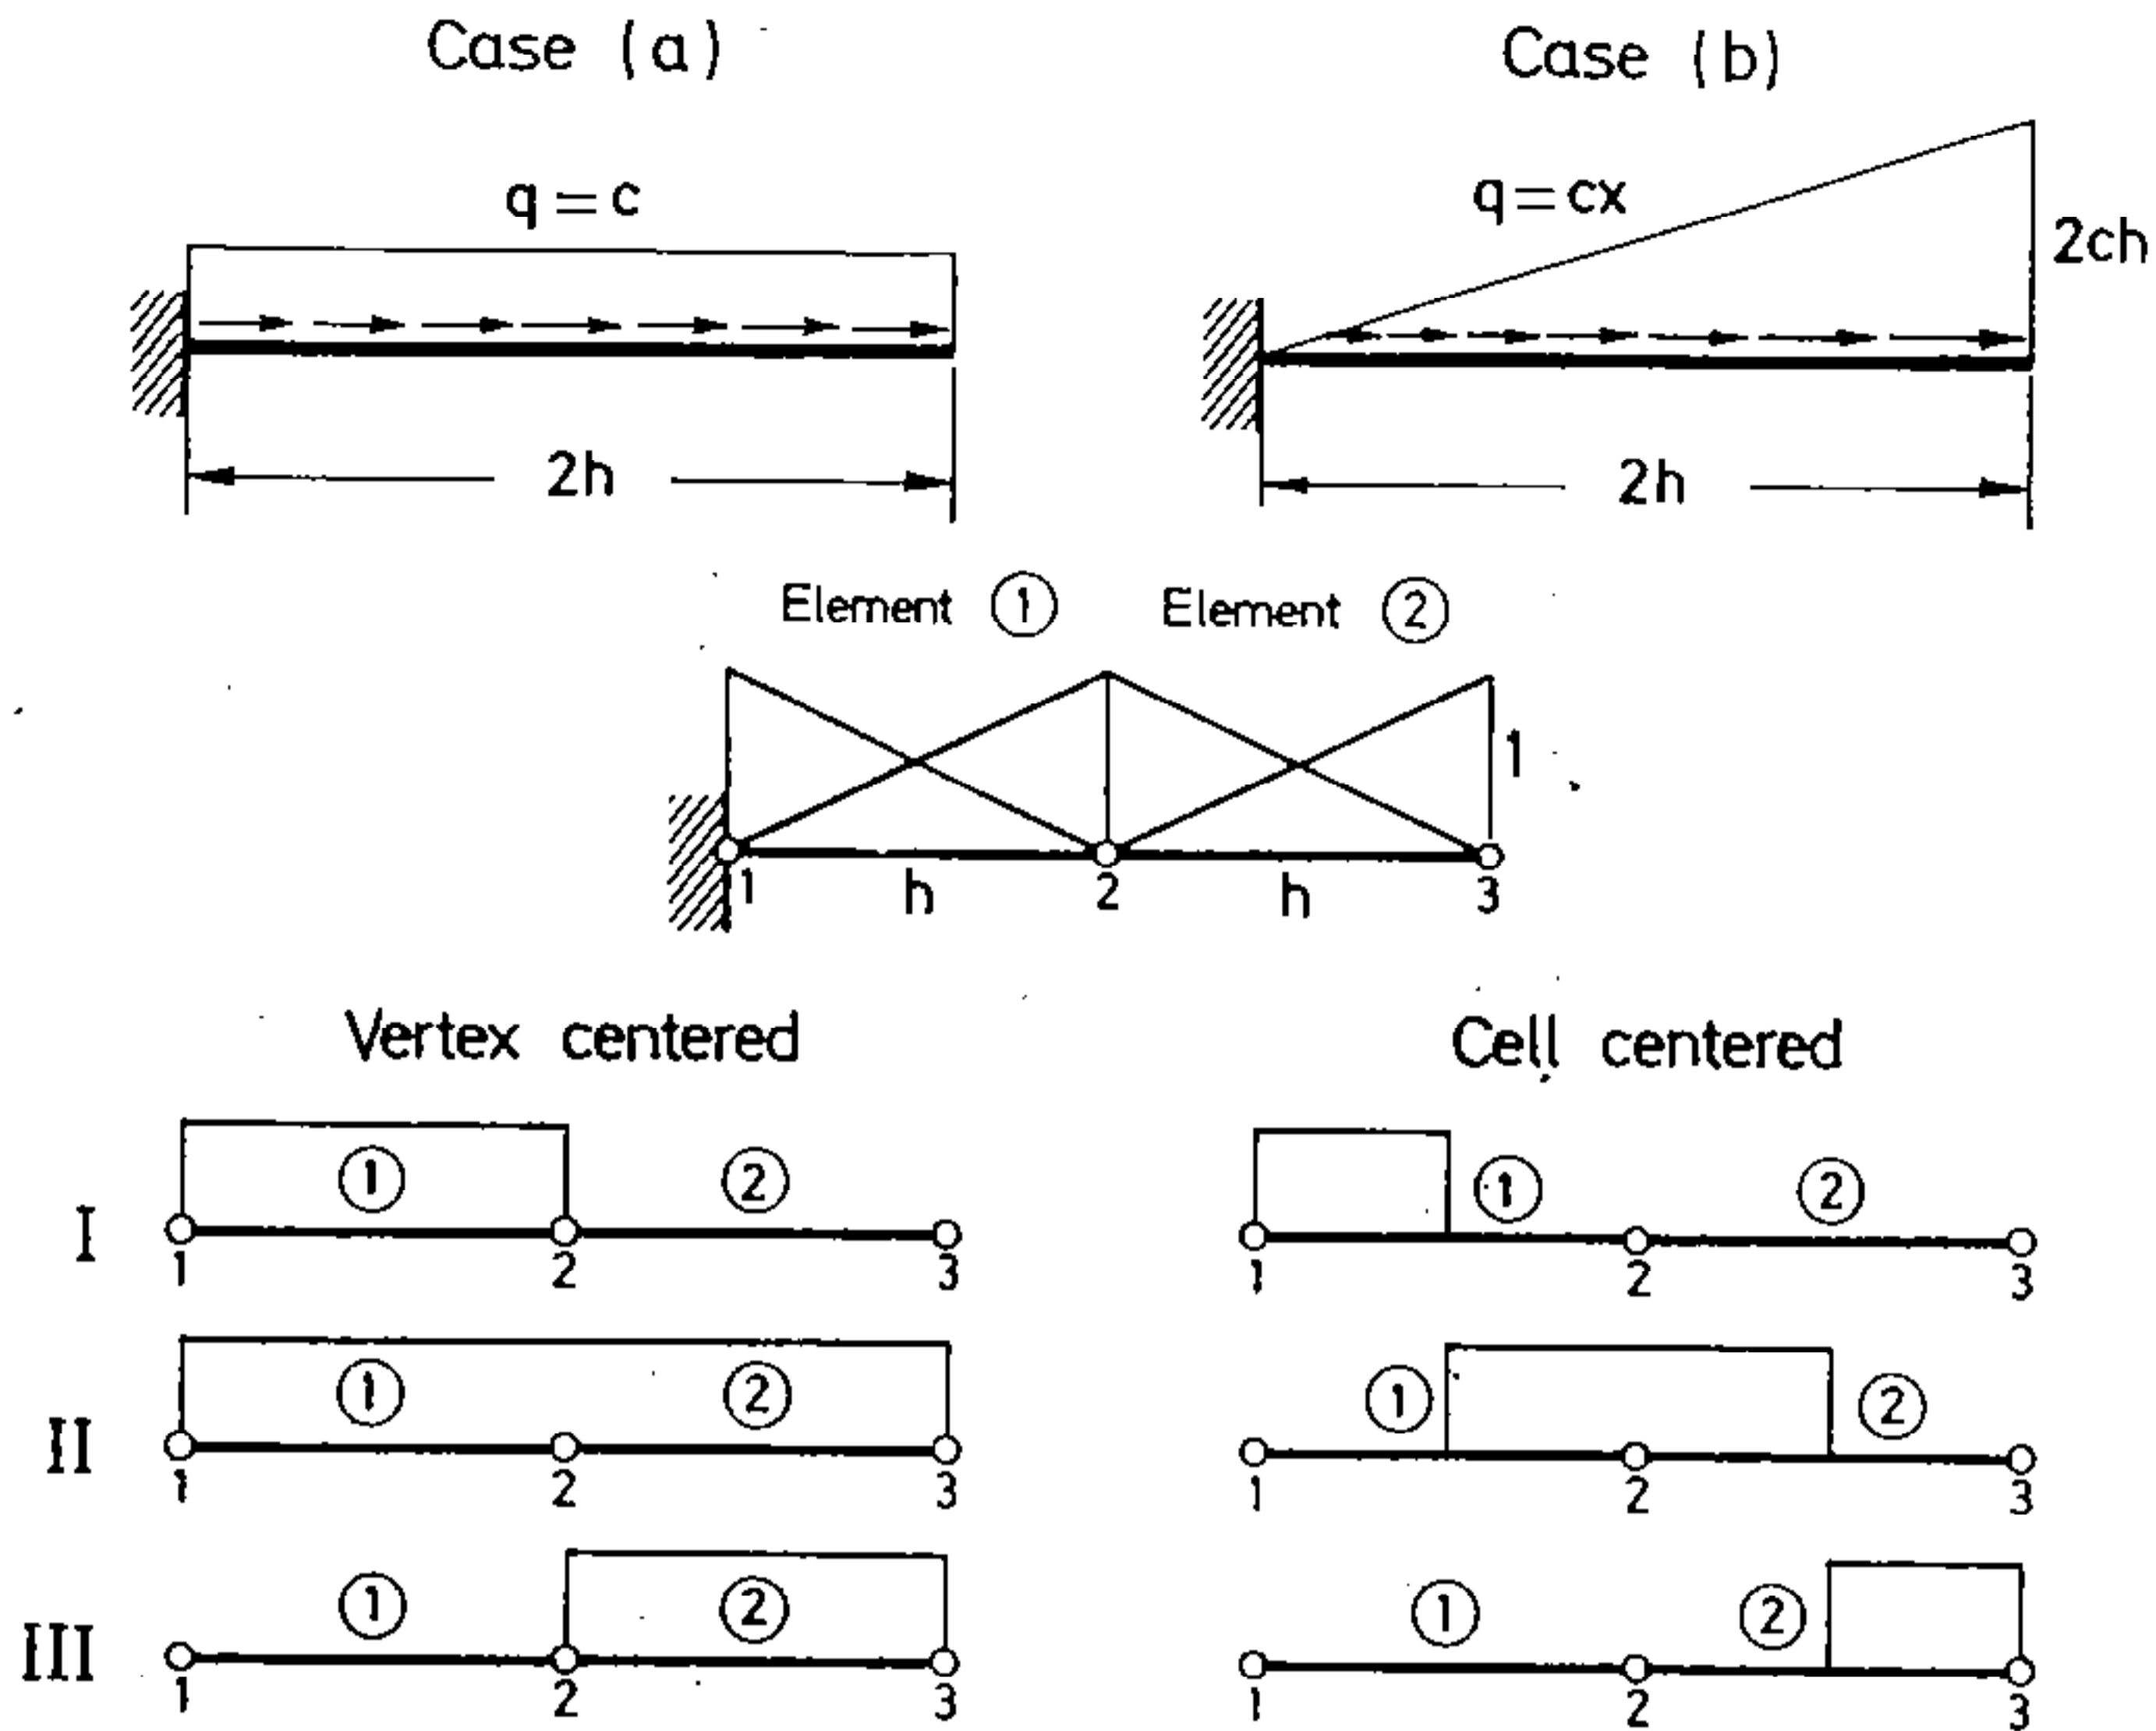 Case (a)
Case (b)
q = c
q = cx
2ch
2h
2h
Element ① Element ②
1
1 h 2 h 3
Vertex centered
Cell centered
I
① ②
1 2 3
① ②
1 2 3
II
① ②
1 2 3
① ②
1 2 3
III
① ②
1 2 3
① ②
1 2 3